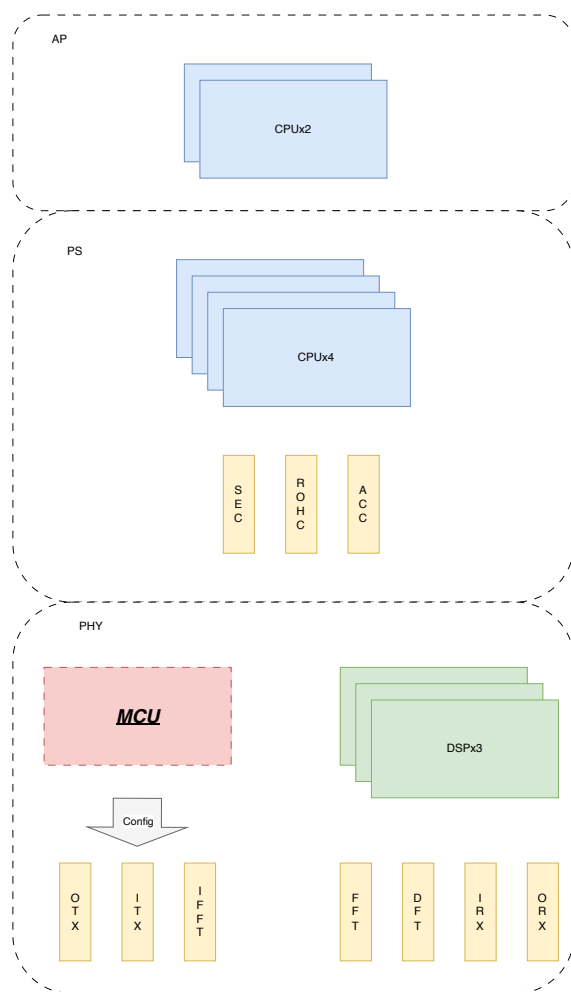 AP
CPUx2
PS
CPUx4
SEC
ROHC
ACC
PHY
MCU
DSPx3
Config
OTX
ITX
IFFT
FFT
DFT
IRX
ORX